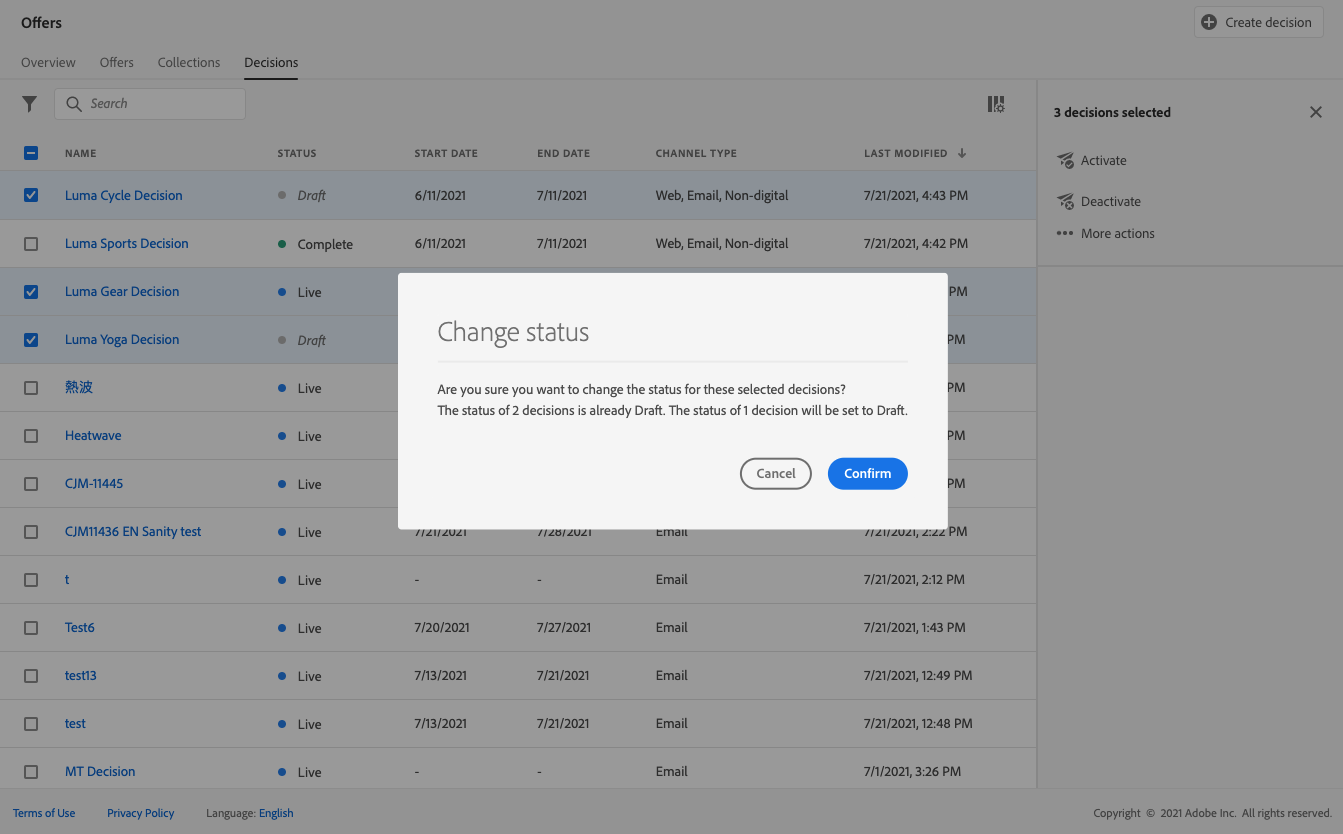 Offers
Create decision
Overview Offers Collections Decisions
Search
3 decisions selected
NAME STATUS START DATE END DATE CHANNEL TYPE LAST MODIFIED
Activate
Luma Cycle Decision Draft 6/11/2021 7/11/2021 Web, Email, Non-digital 7/21/2021, 4:43 PM
Deactivate
More actions
Luma Sports Decision Complete 6/11/2021 7/11/2021 Web, Email, Non-digital 7/21/2021, 4:42 PM
Luma Gear Decision Live PM
Luma Yoga Decision Draft PM
Change status
熱波 Live PM
Are you sure you want to change the status for these selected decisions?
The status of 2 decisions is already Draft. The status of 1 decision will be set to Draft.
Heatwave Live PM
Cancel Confirm
CJM-11445 Live PM
CJM11436 EN Sanity test Live 7/21/2021 7/28/2021 Email 7/21/2021, 2:22 PM
t Live - - Email 7/21/2021, 2:12 PM
Test6 Live 7/20/2021 7/27/2021 Email 7/21/2021, 1:43 PM
test13 Live 7/13/2021 7/21/2021 Email 7/21/2021, 12:49 PM
test Live 7/13/2021 7/21/2021 Email 7/21/2021, 12:48 PM
MT Decision Live - - Email 7/1/2021, 3:26 PM
Terms of Use Privacy Policy Language: English Copyright © 2021 Adobe Inc. All rights reserved.